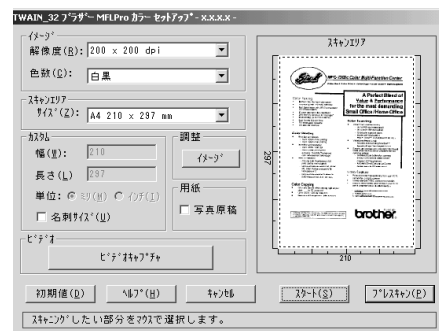 TWAIN_32 ﾌﾞﾗｻﾞｰ MFLPro ｶﾗｰ ｾｯﾄｱｯﾌﾟ- x.x.x.x -
ｲﾒｰｼﾞ
解像度(R): 200 x 200 dpi
色数(C): 白黒
ｽｷｬﾝｴﾘｱ
ｻｲｽﾞ(Z): A4 210 x 297 mm
ｶｽﾀﾑ
幅(W): 210
長さ(L) 297
単位: ﾐﾘ(M) ｲﾝﾁ(I)
名刺ｻｲｽﾞ(U)
調整
ｲﾒｰｼﾞ
用紙
写真原稿
ﾋﾞﾃﾞｵ
ﾋﾞﾃﾞｵｷｬﾌﾟﾁｬ
ｽｷｬﾝｴﾘｱ
A Perfect Blend of
Value & Performance
for the most demanding
Small Office Home Office
brother.
297
210
初期値(D)
ﾍﾙﾌﾟ(H)
ｷｬﾝｾﾙ
ｽﾀｰﾄ(S)
ﾌﾟﾚｽｷｬﾝ(P)
ｽｷｬﾆﾝｸﾞしたい部分をﾏｳｽで選択します。